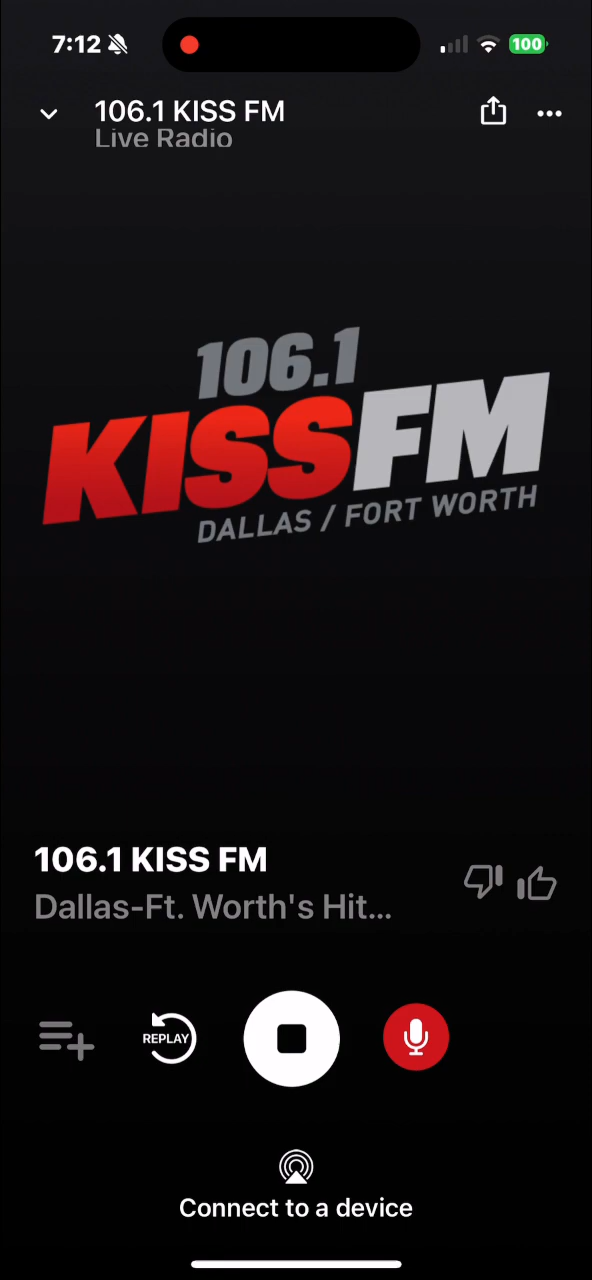 7:12
100
106.1 KISS FM
Live Radio
106.1
KISSFM
DALLAS / FORT WORTH
106.1 KISS FM
Dallas-Ft. Worth's Hit...
REPLAY
Connect to a device